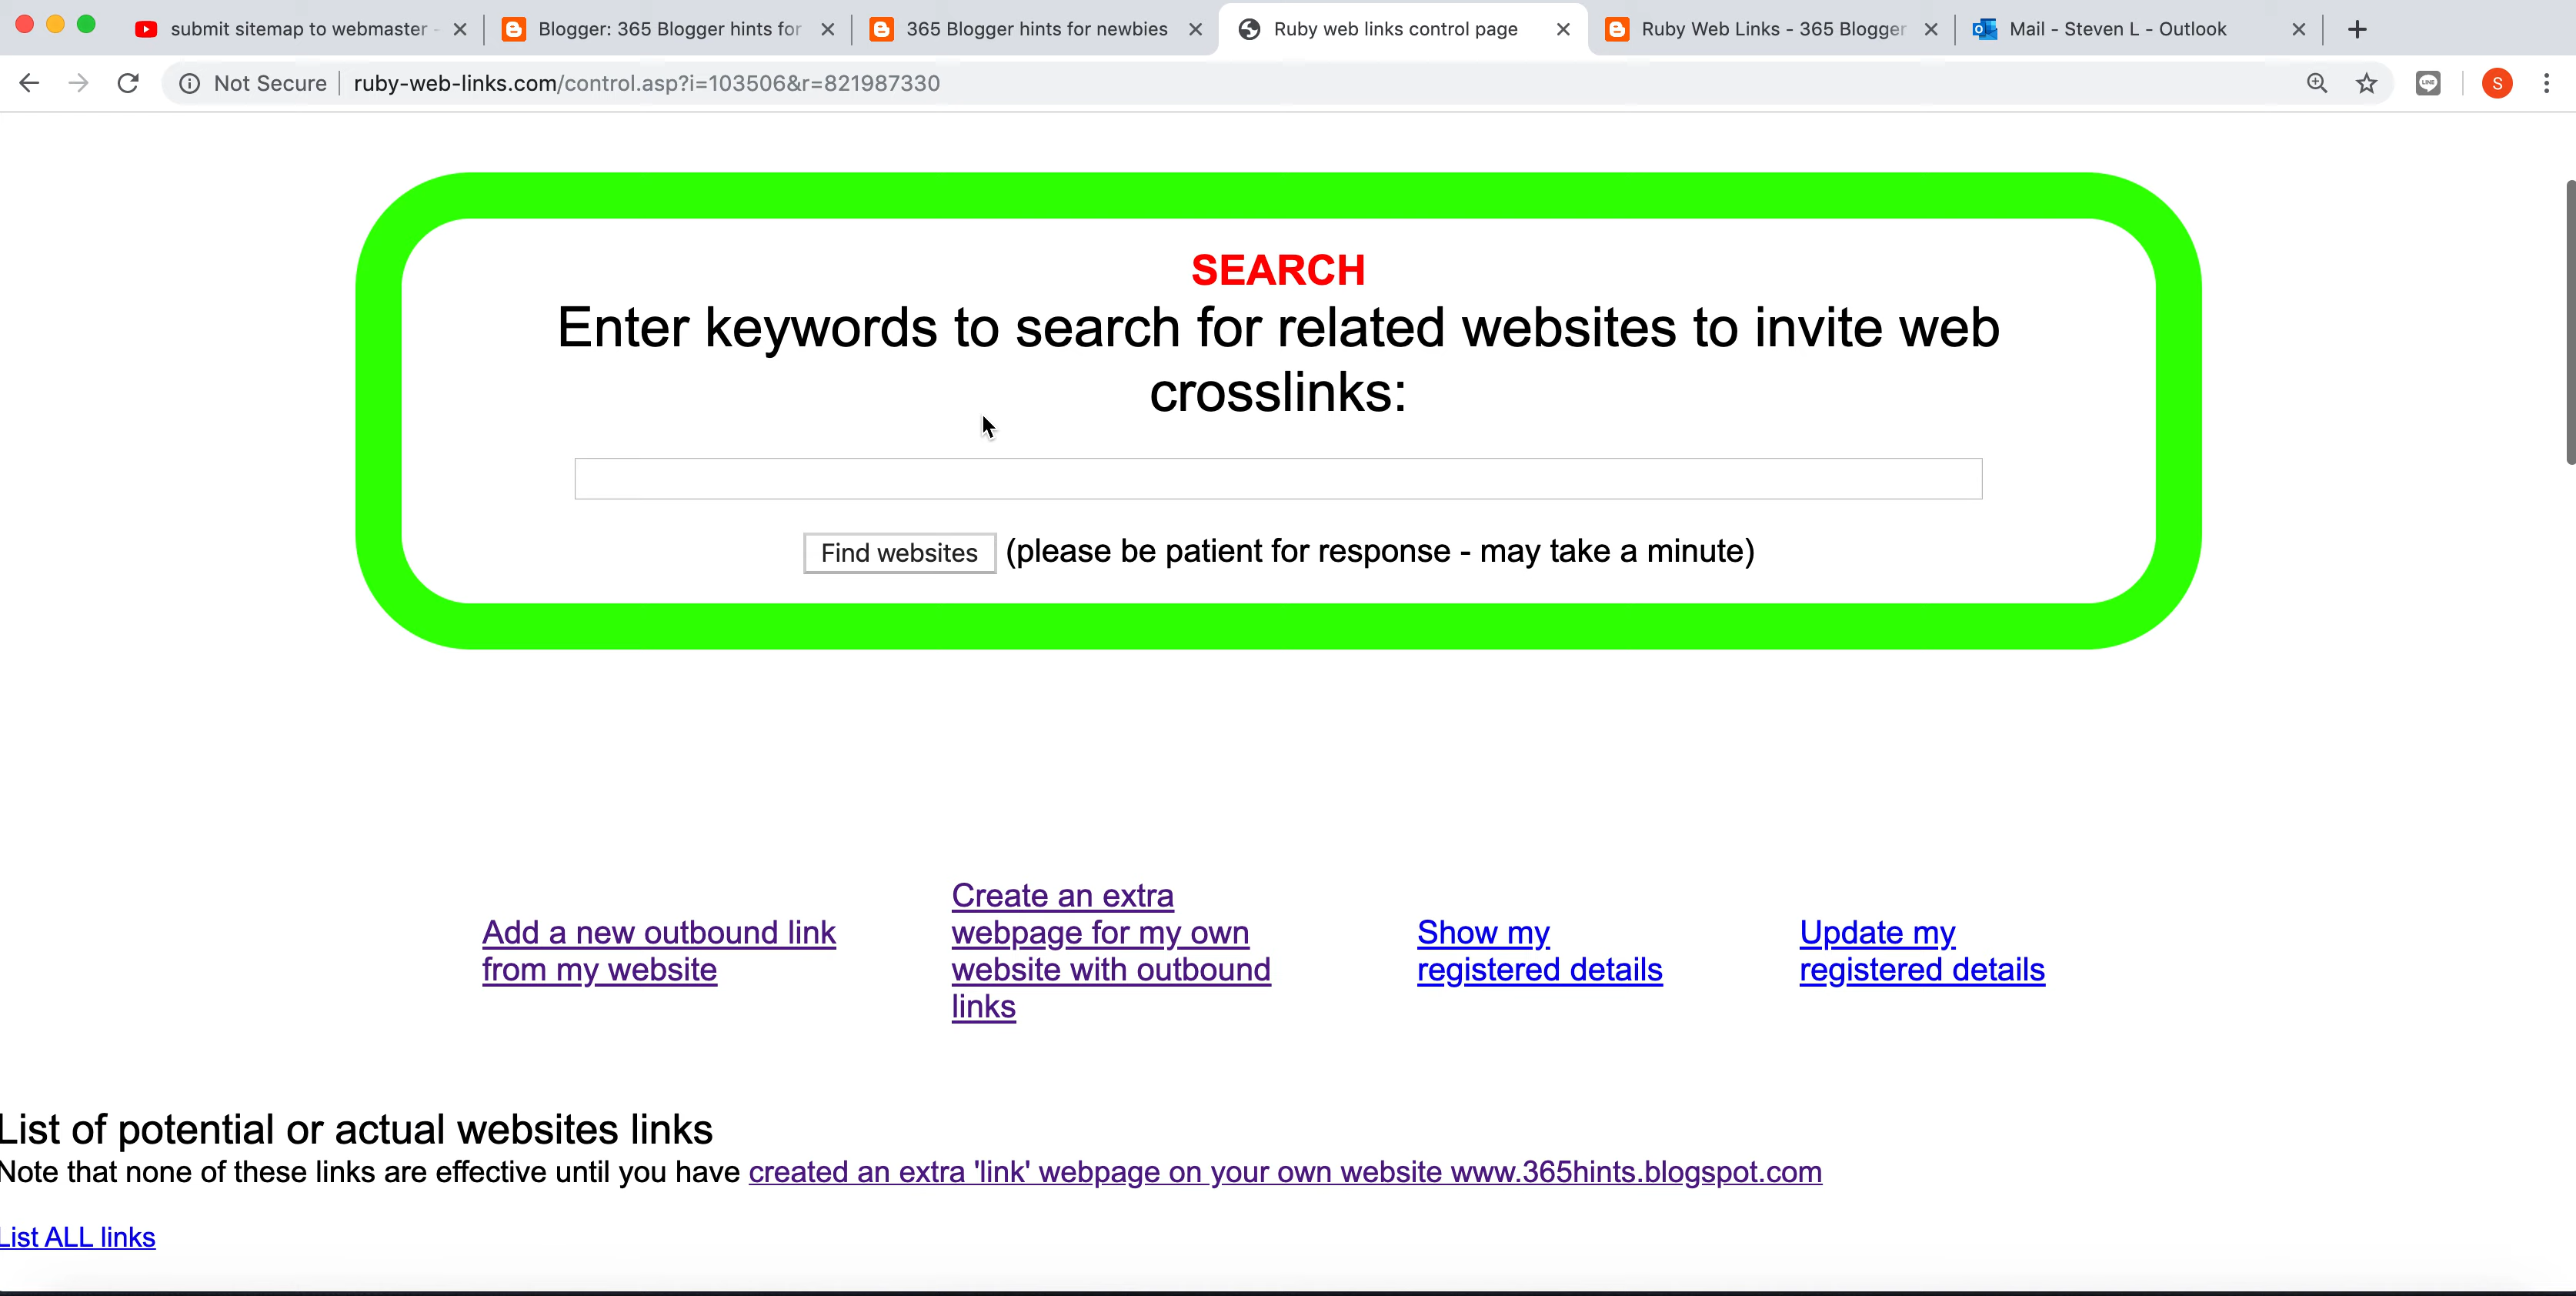 submit sitemap to webmaster -
Blogger: 365 Blogger hints for
365 Blogger hints for newbies
Ruby web links control page
Ruby Web Links - 365 Blogger
Mail - Steven L - Outlook
Not Secure
ruby-web-links.com/control.asp?i=103506&r=821987330
LINE
S
SEARCH
Enter keywords to search for related websites to invite web
crosslinks:
Find websites (please be patient for response - may take a minute)
Add a new outbound link
from my website
Create an extra
webpage for my own
website with outbound
links
Show my
registered details
Update my
registered details
List of potential or actual websites links
Note that none of these links are effective until you have created an extra 'link' webpage on your own website www.365hints.blogspot.com
List ALL links